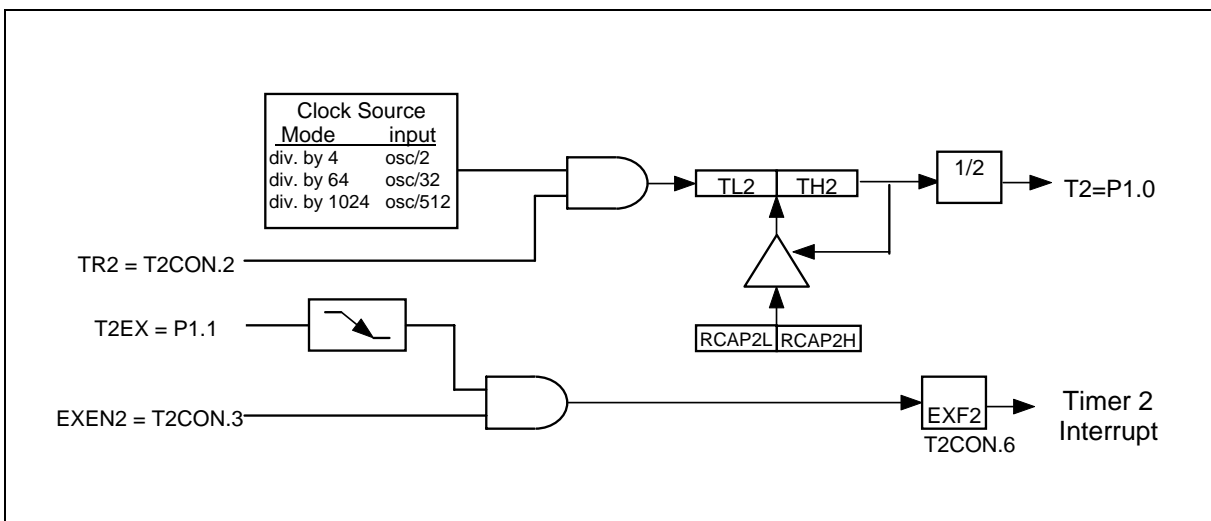 Clock Source
Mode input
div. by 4 osc/2
div. by 64 osc/32
div. by 1024 osc/512
TL2 TH2
1/2
T2=P1.0
TR2 = T2CON.2
T2EX = P1.1
RCAP2L RCAP2H
EXEN2 = T2CON.3
EXF2
T2CON.6
Timer 2
Interrupt